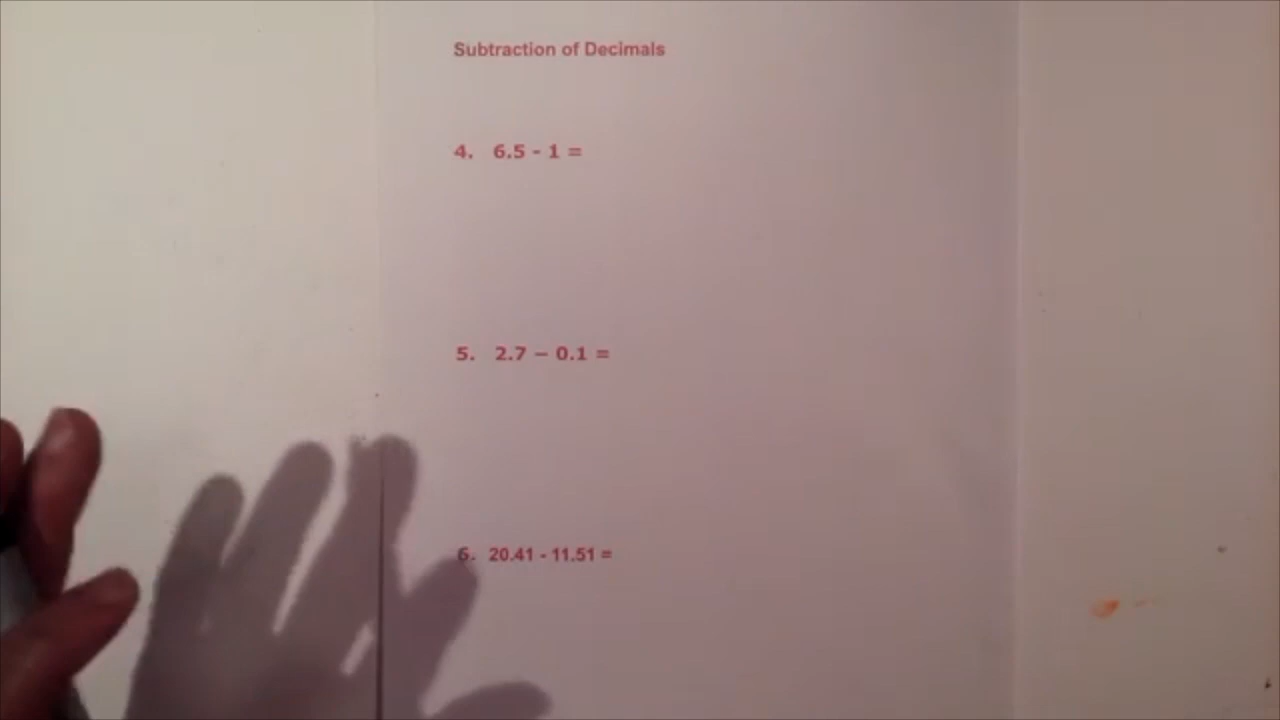 Subtraction of Decimals
4. 6.5 - 1 =
5. 2.7 – 0.1 =
6. 20.41 - 11.51 =